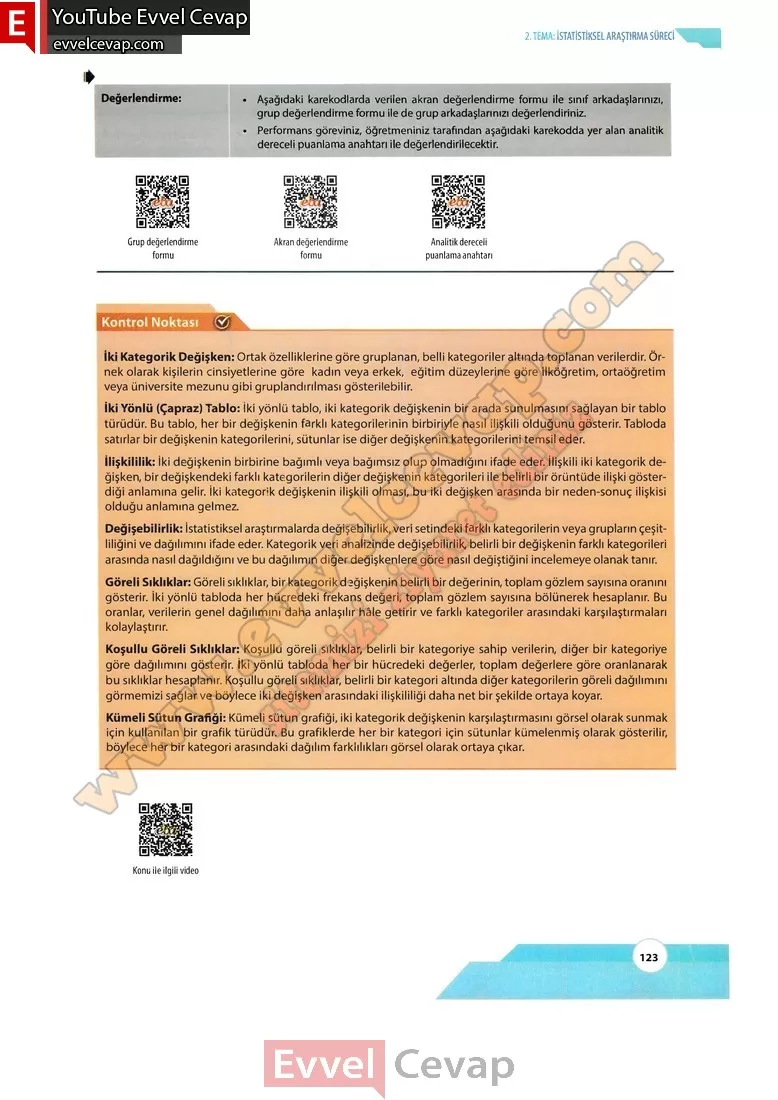 E
YouTube Evvel Cevap
evvelcevap.com
2. TEMA: İSTATİSTİKSEL ARAŞTIRMA SÜRECİ
Değerlendirme:
• Aşağıdaki karekodlarda verilen akran değerlendirme formu ile sınıf arkadaşlarınızı,
grup değerlendirme formu ile de grup arkadaşlarınızı değerlendiriniz.
• Performans göreviniz, öğretmeniniz tarafından aşağıdaki karekodda yer alan analitik
dereceli puanlama anahtarı ile değerlendirilecektir.
eba
eba
eba
Grup değerlendirme
formu
Akran değerlendirme
formu
Analitik dereceli
puanlama anahtarı
Kontrol Noktası
İki Kategorik Değişken: Ortak özelliklerine göre gruplanan, belli kategoriler altında toplanan verilerdir. Ör-
nek olarak kişilerin cinsiyetlerine göre kadın veya erkek, eğitim düzeylerine göre ilköğretim, ortaöğretim
veya üniversite mezunu gibi gruplandırılması gösterilebilir.
İki Yönlü (Çapraz) Tablo: İki yönlü tablo, iki kategorik değişkenin bir arada sunulmasını sağlayan bir tablo
türüdür. Bu tablo, her bir değişkenin farklı kategorilerinin birbiriyle nasıl ilişkili olduğunu gösterir. Tabloda
satırlar bir değişkenin kategorilerini, sütunlar ise diğer değişkenin kategorilerini temsil eder.
İlişkililik: İki değişkenin birbirine bağımlı veya bağımsız olup olmadığını ifade eder. İlişkili iki kategorik de-
ğişken, bir değişkendeki farklı kategorilerin diğer değişkenin kategorileri ile belirli bir örüntüde ilişki göster-
diği anlamına gelir. İki kategorik değişkenin ilişkili olması, bu iki değişken arasında bir neden-sonuç ilişkisi
olduğu anlamına gelmez.
Değişebilirlik: İstatistiksel araştırmalarda değişebilirlik, veri setindeki farklı kategorilerin veya grupların çeşit-
liliğini ve dağılımını ifade eder. Kategorik veri analizinde değişebilirlik, belirli bir değişkenin farklı kategorileri
arasında nasıl dağıldığını ve bu dağılımın diğer değişkenlere göre nasıl değiştiğini incelemeye olanak tanır.
Göreli Sıklıklar: Göreli sıklıklar, bir kategorik değişkenin belirli bir değerinin, toplam gözlem sayısına oranını
gösterir. İki yönlü tabloda her hücredeki frekans değeri, toplam gözlem sayısına bölünerek hesaplanır. Bu
oranlar, verilerin genel dağılımını daha anlaşılır hâle getirir ve farklı kategoriler arasındaki karşılaştırmaları
kolaylaştırır.
Koşullu Göreli Sıklıklar: Koşullu göreli sıklıklar, belirli bir kategoriye sahip verilerin, diğer bir kategoriye
göre dağılımını gösterir. İki yönlü tabloda her bir hücredeki değerler, toplam değerlere göre oranlanarak
bu sıklıklar hesaplanır. Koşullu göreli sıklıklar, belirli bir kategori altında diğer kategorilerin göreli dağılımını
görmemizi sağlar ve böylece iki değişken arasındaki ilişkililiği daha net bir şekilde ortaya koyar.
Kümeli Sütun Grafiği: Kümeli sütun grafiği, iki kategorik değişkenin karşılaştırmasını görsel olarak sunmak
için kullanılan bir grafik türüdür. Bu grafiklerde her bir kategori için sütunlar kümelenmiş olarak gösterilir,
böylece her bir kategori arasındaki dağılım farklılıkları görsel olarak ortaya çıkar.
www.evvelcevap.com
sitemizi ziyaret ediniz
Konu ile ilgili video
123
Evvel Cevap